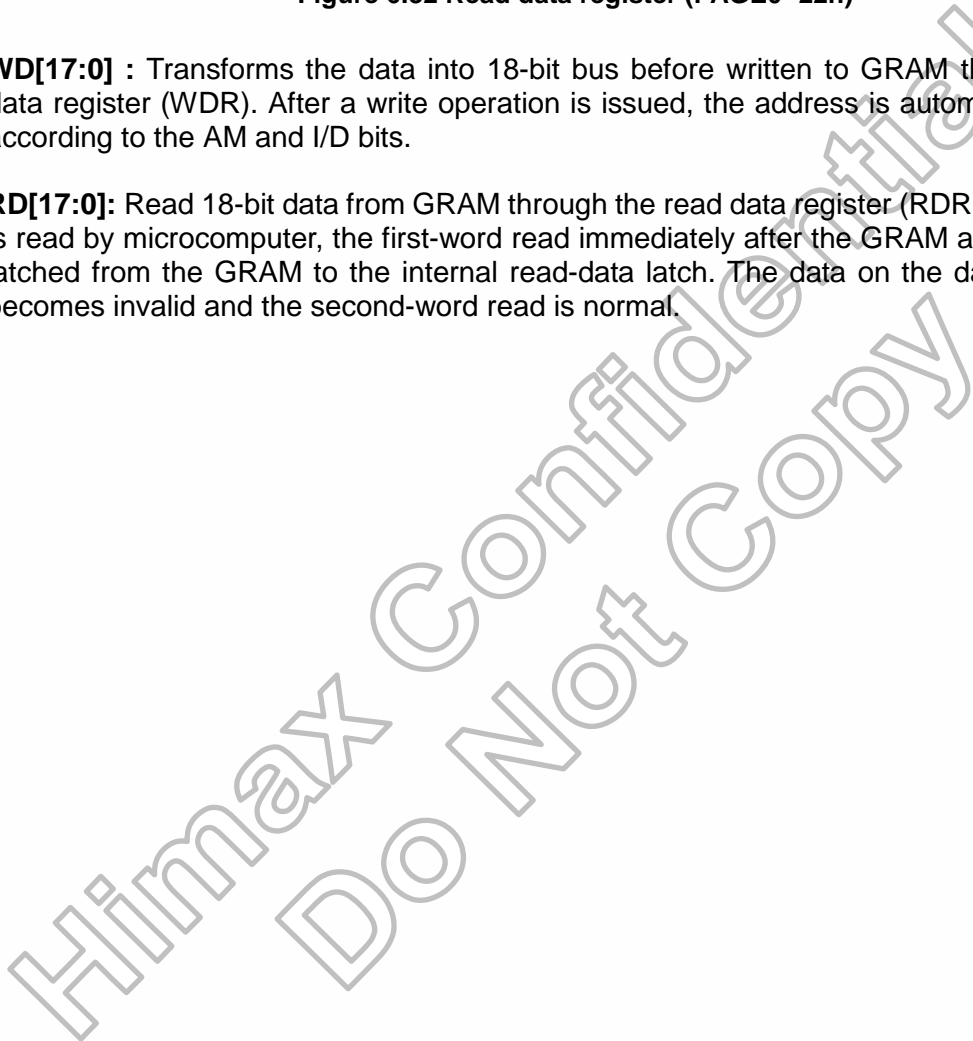 Read data register (PAGE0
WD[17:0] : Transforms the data into 18-bit bus before written to GRAM
data register (WDR). After a write operation is issued, the address is
according to the AM and I/D bits.
RD[17:0]: Read 18-bit data from GRAM through the read data register (RDR
is read by microcomputer, the first-word read immediately after the GRAM
latched from the GRAM to the internal read-data latch. The data on the
becomes invalid and the second-word read is normal.
Himax Confidential
Do Not Copy